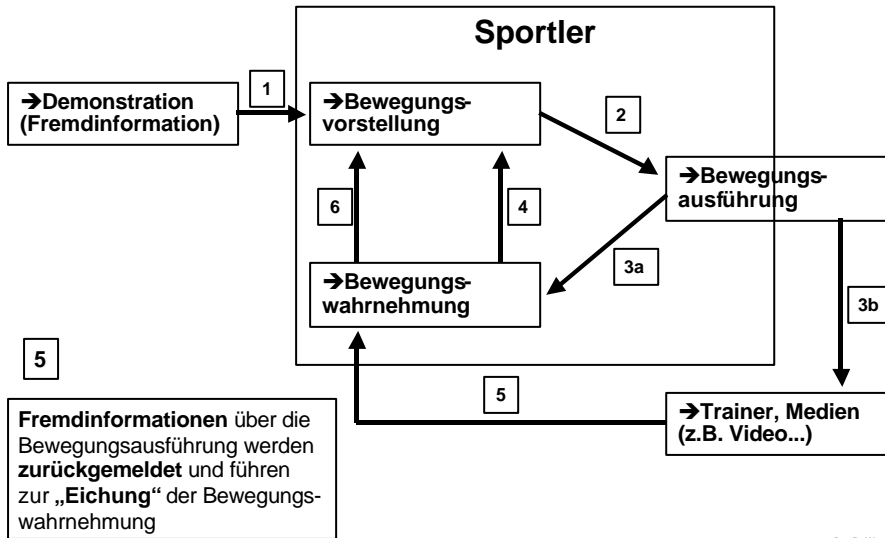 Sportler
1
➔Demonstration
(Fremdinformation)
➔Bewegungs-
vorstellung
2
➔Bewegungs-
ausführung
6
4
3a
➔Bewegungs-
wahrnehmung
3b
5
5
➔Trainer, Medien
(z.B. Video...)
Fremdinformationen über die
Bewegungsausführung werden
zurückgemeldet und führen
zur „Eichung“ der Bewegungs-
wahrnehmung